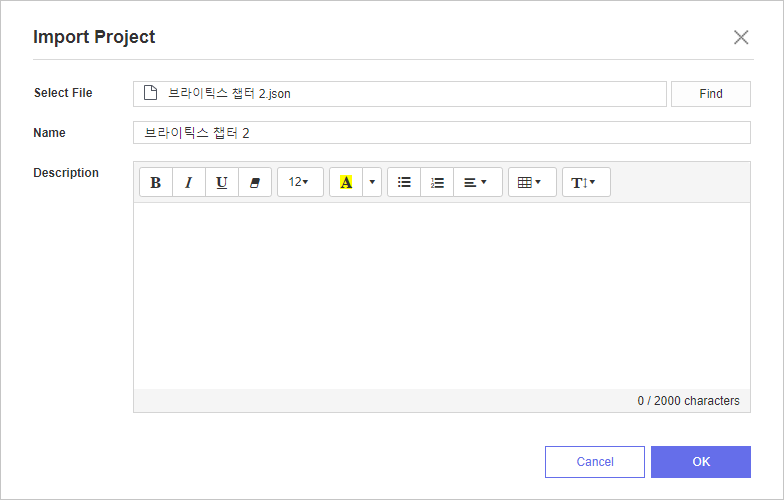 Import Project
Select File
브라이틱스 챕터 2.json
Find
Name
브라이틱스 챕터 2
Description
B I U 12 A T
0 / 2000 characters
Cancel
OK